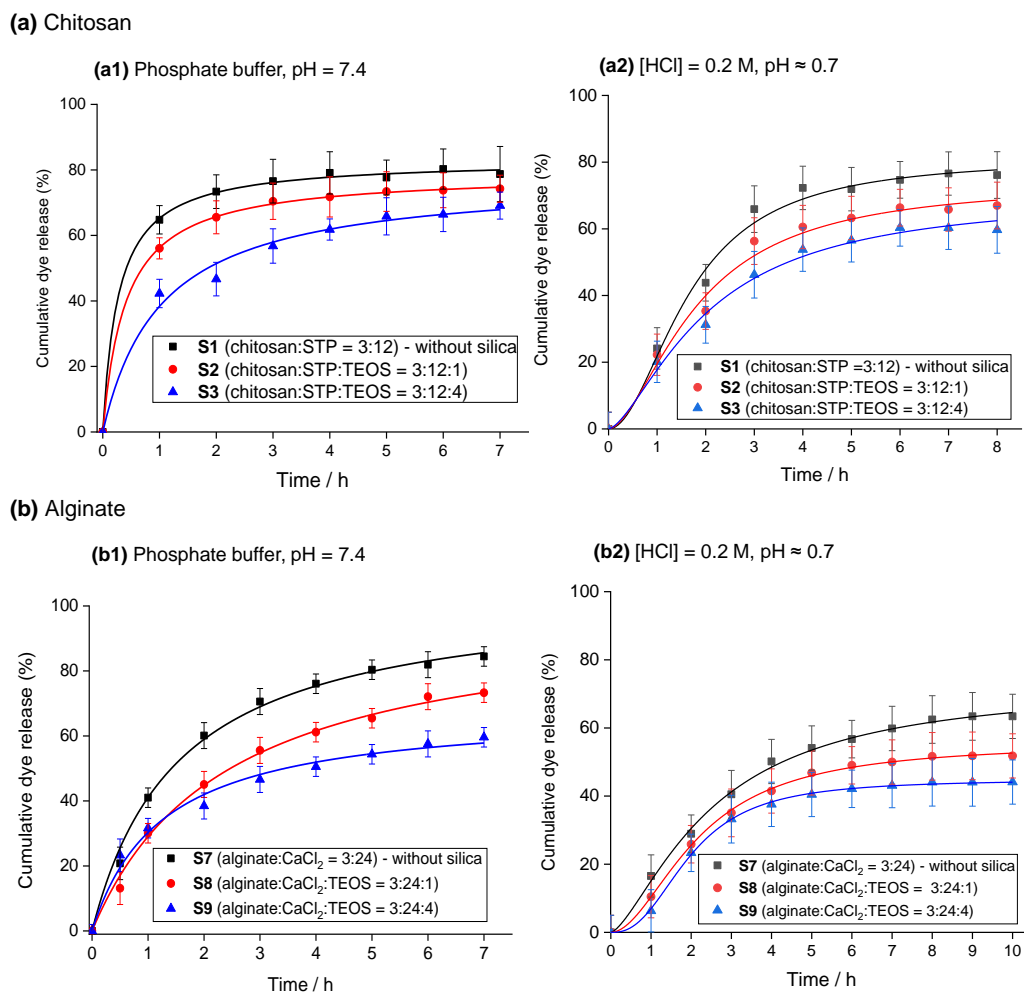 (a) Chitosan
(a1) Phosphate buffer, pH = 7.4
Cumulative dye release (%)
100
80
60
40
20
0
S1 (chitosan:STP = 3:12) - without silica
S2 (chitosan:STP:TEOS = 3:12:1)
S3 (chitosan:STP:TEOS = 3:12:4)
0 1 2 3 4 5 6 7
Time / h
(a2) [HCl] = 0.2 M, pH ≈ 0.7
Cumulative dye release (%)
100
80
60
40
20
0
S1 (chitosan:STP =3:12) - without silica
S2 (chitosan:STP:TEOS = 3:12:1)
S3 (chitosan:STP:TEOS = 3:12:4)
0 1 2 3 4 5 6 7 8
Time / h
(b) Alginate
(b1) Phosphate buffer, pH = 7.4
Cumulative dye release (%)
100
80
60
40
20
0
S7 (alginate:CaCl₂ = 3:24) - without silica
S8 (alginate:CaCl₂:TEOS = 3:24:1)
S9 (alginate:CaCl₂:TEOS = 3:24:4)
0 1 2 3 4 5 6 7
Time / h
(b2) [HCl] = 0.2 M, pH ≈ 0.7
Cumulative dye release (%)
100
80
60
40
20
0
S7 (alginate:CaCl₂ = 3:24) - without silica
S8 (alginate:CaCl₂:TEOS = 3:24:1)
S9 (alginate:CaCl₂:TEOS = 3:24:4)
0 1 2 3 4 5 6 7 8 9 10
Time / h